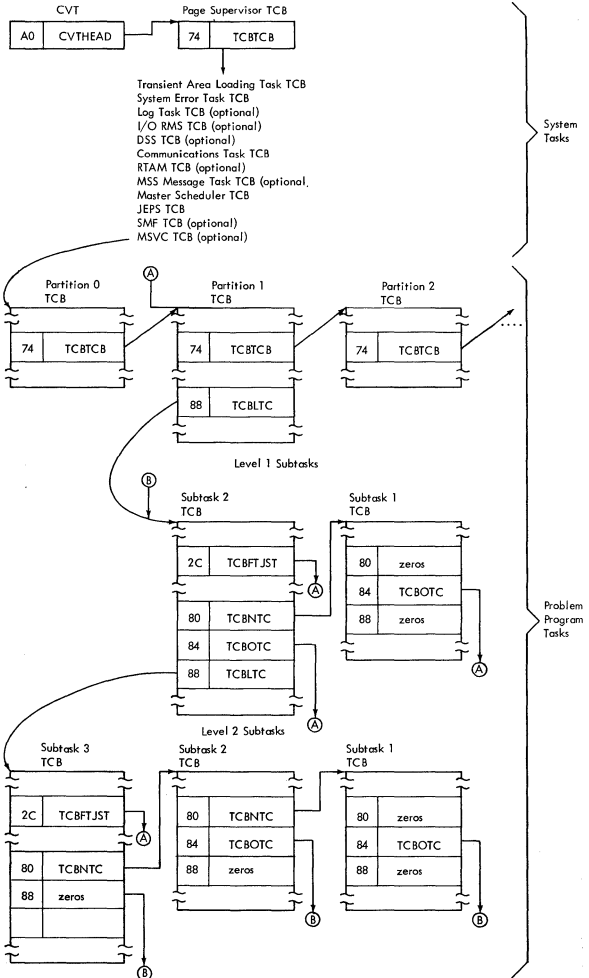 CVT
A0 CVTHEAD
Page Supervisor TCB
74 TCBTCB
Transient Area Loading Task TCB
System Error Task TCB
Log Task TCB (optional)
I/O RMS TCB (optional)
DSS TCB (optional)
Communications Task TCB
RTAM TCB (optional)
MSS Message Task TCB (optional.
Master Scheduler TCB
JEPS TCB
SMF TCB (optional)
MSVC TCB (optional)
System
Tasks
Partition 0
TCB
74 TCBTCB
A
Partition 1
TCB
74 TCBTCB
88 TCBLTC
Partition 2
TCB
74 TCBTCB
....
Level 1 Subtasks
B
Subtask 2
TCB
2C TCBFTJST
A
80 TCBNTC
84 TCBOTC
88 TCBLTC
A
Subtask 1
TCB
80 zeros
84 TCBOTC
88 zeros
A
Problem
Program
Tasks
Level 2 Subtasks
Subtask 3
TCB
2C TCBFTJST
A
80 TCBNTC
88 zeros
B
Subtask 2
TCB
80 TCBNTC
84 TCBOTC
88 zeros
B
Subtask 1
TCB
80 zeros
84 TCBOTC
88 zeros
B